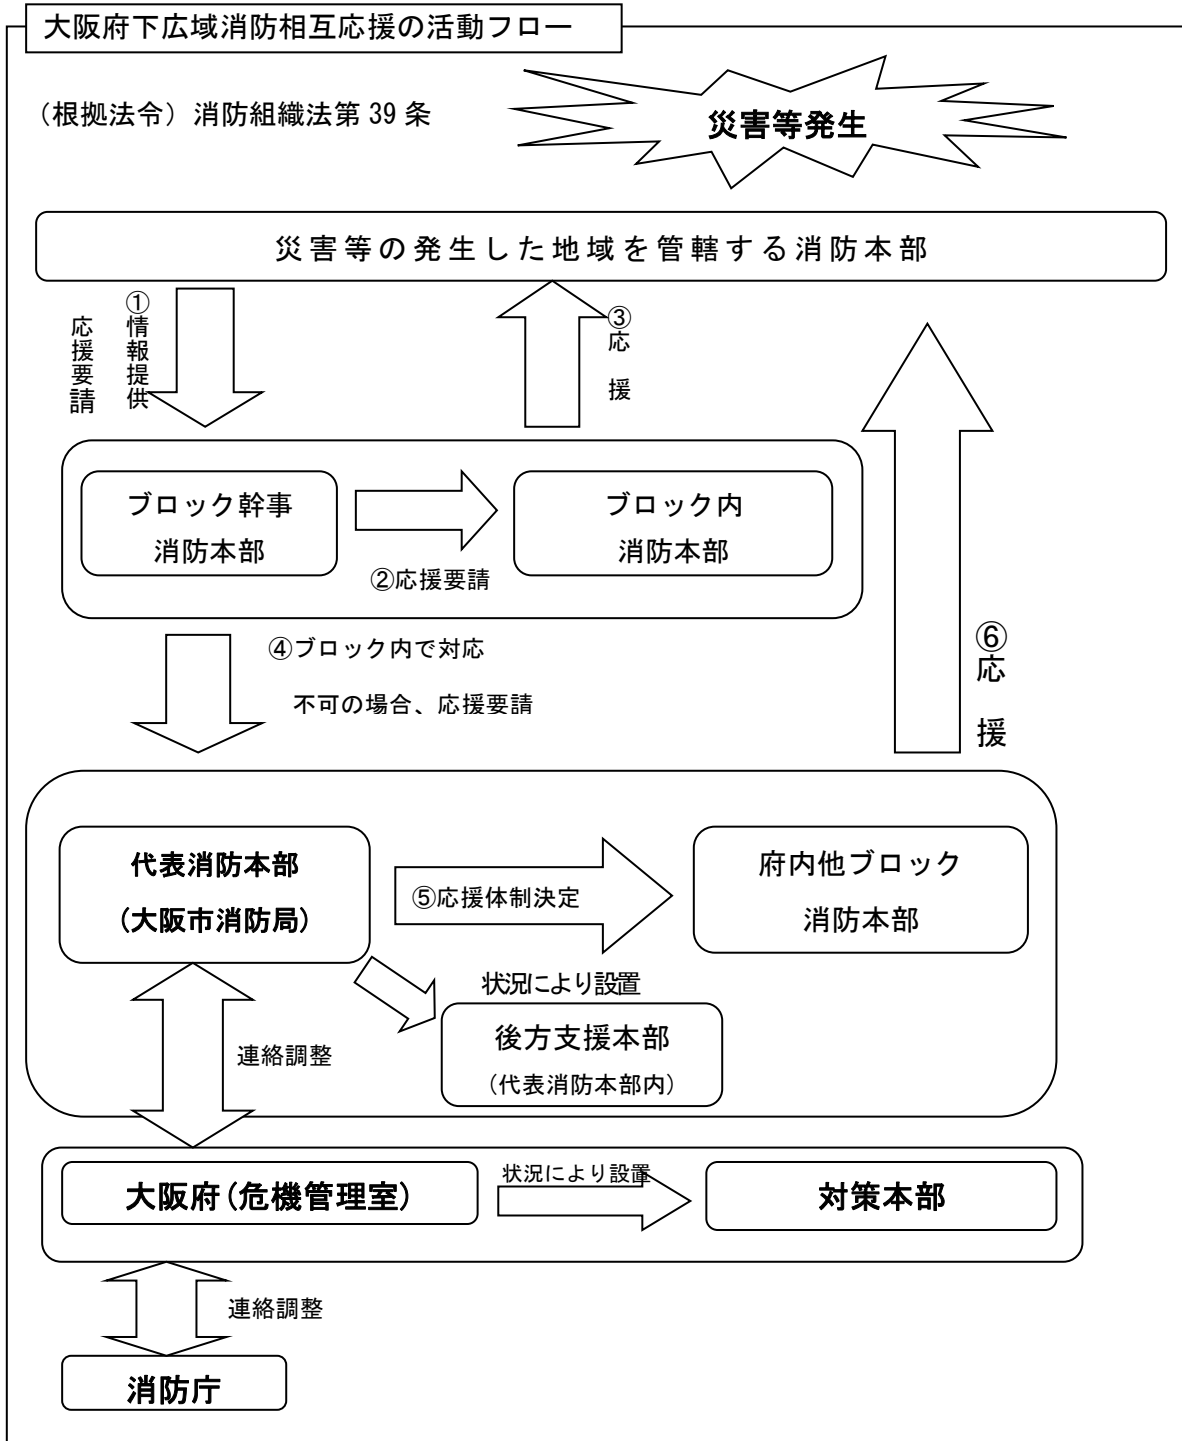 大阪府下広域消防相互応援の活動フロー
（根拠法令）消防組織法第 39 条
災害等発生
災害等の発生した地域を管轄する消防本部
①情報提供
応援要請
③応　援
ブロック幹事
消防本部
②応援要請
ブロック内
消防本部
④ブロック内で対応
不可の場合、応援要請
⑥応　援
代表消防本部
（大阪市消防局）
⑤応援体制決定
府内他ブロック
消防本部
状況により設置
後方支援本部
（代表消防本部内）
連絡調整
大阪府（危機管理室）
状況により設置
対策本部
連絡調整
消防庁